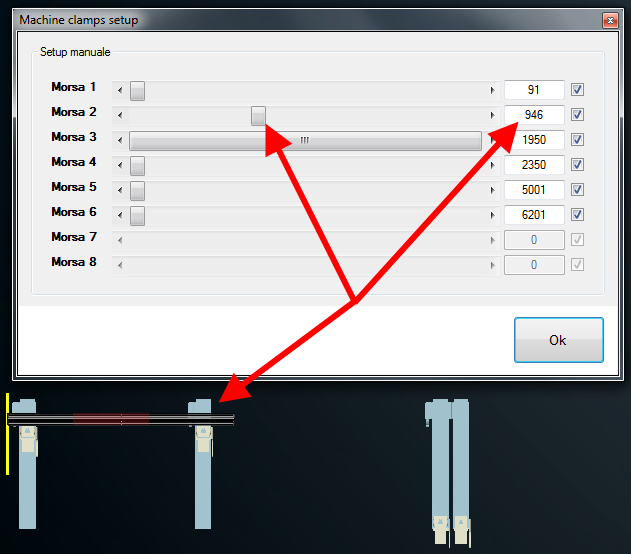 Machine clamps setup
Setup manuale
Morsa 1 91
Morsa 2 946
Morsa 3 1950
Morsa 4 2350
Morsa 5 5001
Morsa 6 6201
Morsa 7 0
Morsa 8 0
Ok